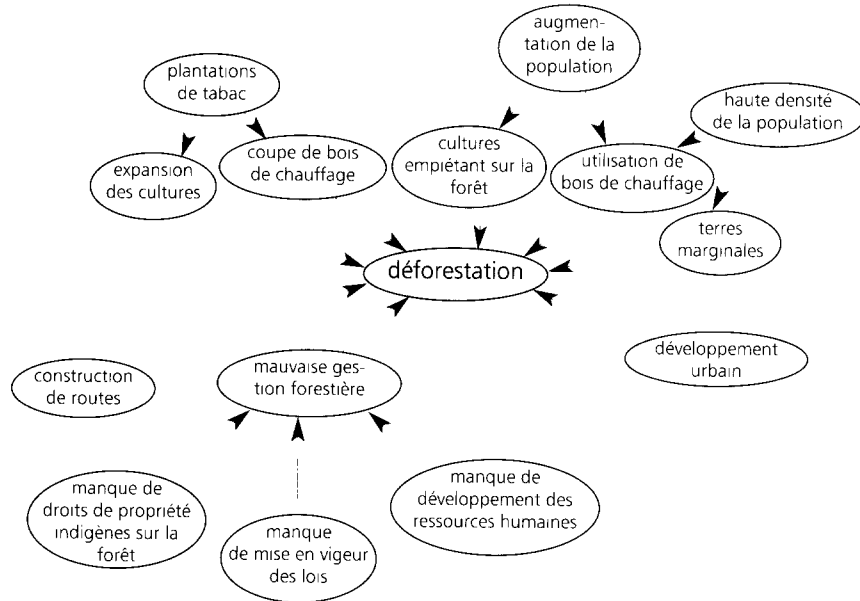 augmen-
tation de la
population
plantations
de tabac
haute densité
de la population
cultures
empiétant sur la
forêt
coupe de bois
de chauffage
utilisation de
bois de chauffage
expansion
des cultures
terres
marginales
déforestation
développement
urbain
mauvaise ges-
tion forestière
construction
de routes
manque de
développement des
ressources humaines
manque de
droits de propriété
indigènes sur la
forêt
manque
de mise en vigeur
des lois